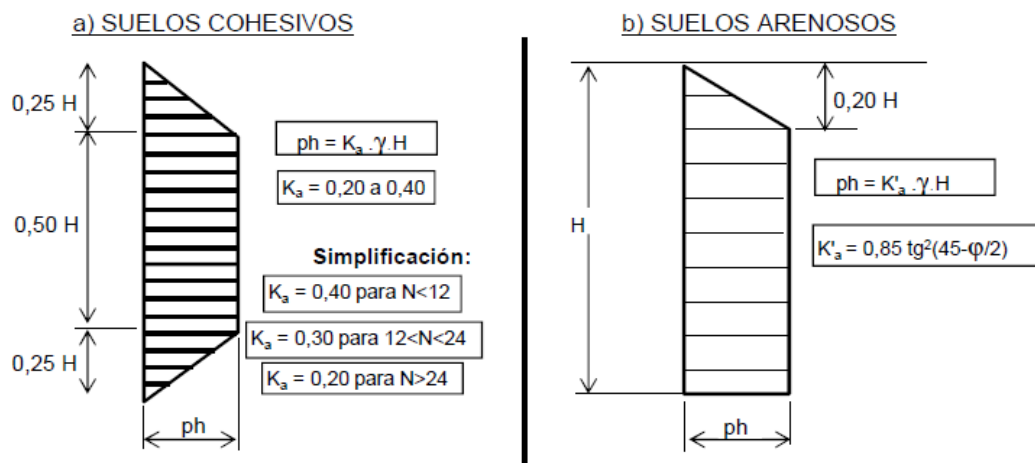 a) SUELOS COHESIVOS
0,25 H
0,50 H
0,25 H
ph = Kₐ .γ.H
Kₐ = 0,20 a 0,40
Simplificación:
Kₐ = 0,40 para N<12
Kₐ = 0,30 para 12<N<24
Kₐ = 0,20 para N>24
ph
b) SUELOS ARENOSOS
0,20 H
H
ph = K'ₐ .γ.H
K'ₐ = 0,85 tg²(45-φ/2)
ph